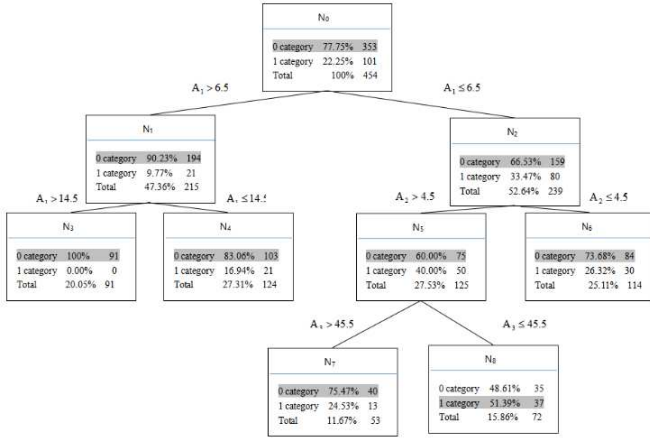 N₀
0 category 77.75% 353
1 category 22.25% 101
Total 100% 454
A₁ > 6.5 A₁ ≤ 6.5
N₁
0 category 90.23% 194
1 category 9.77% 21
Total 47.36% 215
N₂
0 category 66.53% 159
1 category 33.47% 80
Total 52.64% 239
A₁ > 14.5 A₁ ≤ 14.5
A₂ > 4.5 A₂ ≤ 4.5
N₃
0 category 100% 91
1 category 0.00% 0
Total 20.05% 91
N₄
0 category 83.06% 103
1 category 16.94% 21
Total 27.31% 124
N₅
0 category 60.00% 75
1 category 40.00% 50
Total 27.53% 125
N₆
0 category 73.68% 84
1 category 26.32% 30
Total 25.11% 114
A₃ > 45.5 A₃ ≤ 45.5
N₇
0 category 75.47% 40
1 category 24.53% 13
Total 11.67% 53
N₈
0 category 48.61% 35
1 category 51.39% 37
Total 15.86% 72